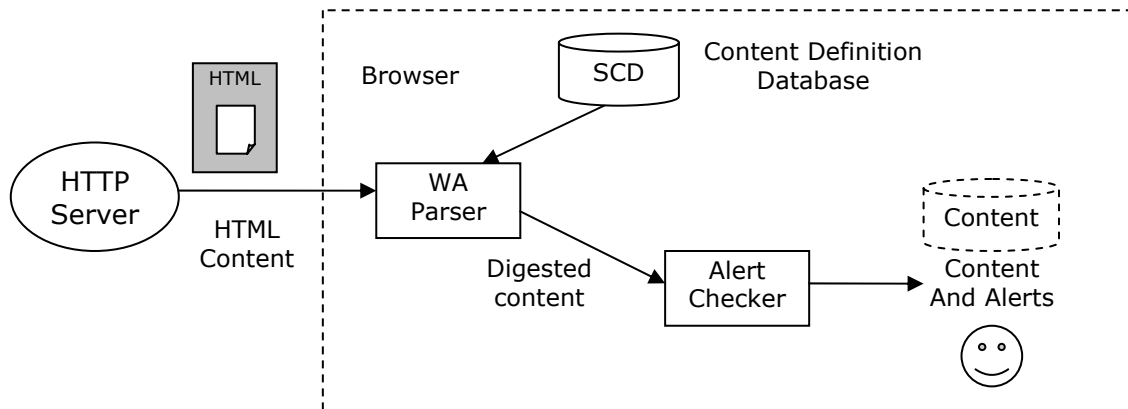 HTML
Browser
SCD
Content Definition
Database
HTTP
Server
WA
Parser
HTML
Content
Digested
content
Alert
Checker
Content
Content
And Alerts